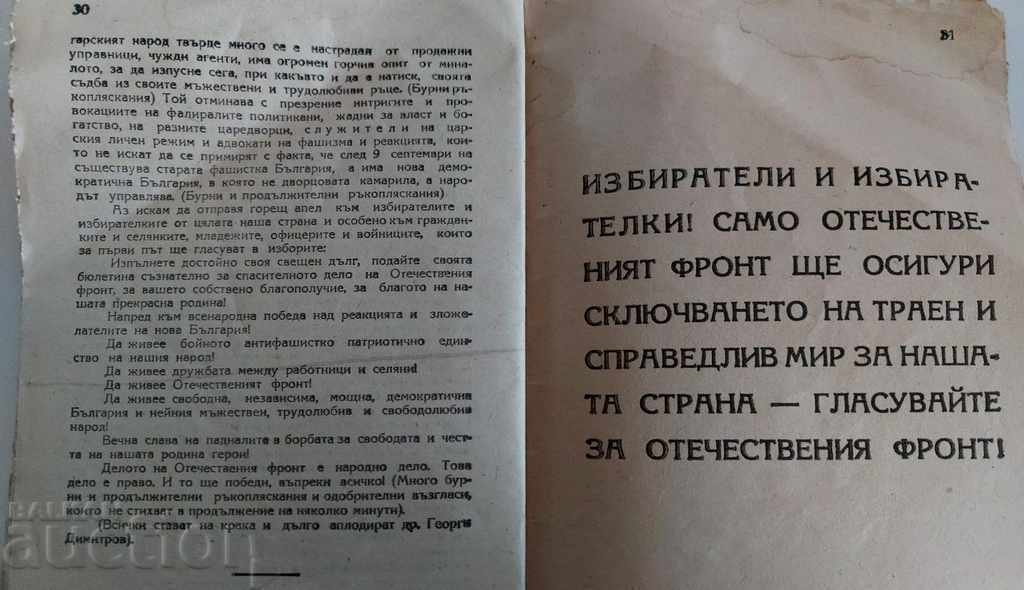 30
гарският народ твърде много се е настрадал от продажни
управници, чужди агенти, има огромен горчив опит от мина-
лото, за да изпусне сега, при какъвто и да е натиск, своята
съдба из своите мъжествени и трудолюбиви ръце. (Бурни ръ-
копляскания) Той отминава с презрение интригите и про-
вокациите на фалиралите политикани, жадни за власт и бо-
гатство, на разните царедворци, служители на цар-
ския личен режим и адвокати на фашизма и реакцията, кои-
то не искат да се примирят с факта, че след 9 септември на
съществува старата фашистка България, а има нова демо-
кратична България, в която не дворцовата камарила, а наро-
дът управлява. (Бурни и продължителни ръкопляскания)
Аз искам да отправя горещ апел към избирателите и
избирателките от цялата наша страна и особено към граждан-
ките и селянките, младежите, офицерите и войниците, които
за първи път ще гласуват в изборите:
Изпълнете достойно своя свещен дълг, подайте своята
бюлетина съзнателно за спасителното дело на Отечествения
фронт, за вашето собствено благополучие, за благото на на-
шата прекрасна родина!
Напред към всенародна победа над реакцията и зложе-
лателите на нова България!
Да живее бойното антифашистко патриотично един-
ство на нашия народ!
Да живее дружбата между работници и селяни!
Да живее Отечественият фронт!
Да живее свободна, независима, мощна, демократична
България и нейния мъжествен, трудолюбив и свободолюбив
народ!
Вечна слава на падналите в борбата за свободата и чест-
та на нашата родина герои!
Делото на Отечествения фронт е народно дело. Това
дело е право. И то ще победи, въпреки всичко! (Много бур-
ни и продължителни ръкопляскания и одобрителни възгласи,
които не стихват в продължение на няколко минути).
(Всички стават на крака и дълго аплодират др. Георги
Димитров).
31
ИЗБИРАТЕЛИ И ИЗБИРА-
ТЕЛКИ! САМО ОТЕЧЕСТВЕ-
НИЯТ ФРОНТ ЩЕ ОСИГУРИ
СКЛЮЧВАНЕТО НА ТРАЕН И
СПРАВЕДЛИВ МИР ЗА НАША-
ТА СТРАНА — ГЛАСУВАЙТЕ
ЗА ОТЕЧЕСТВЕНИЯ ФРОНТ!
auction